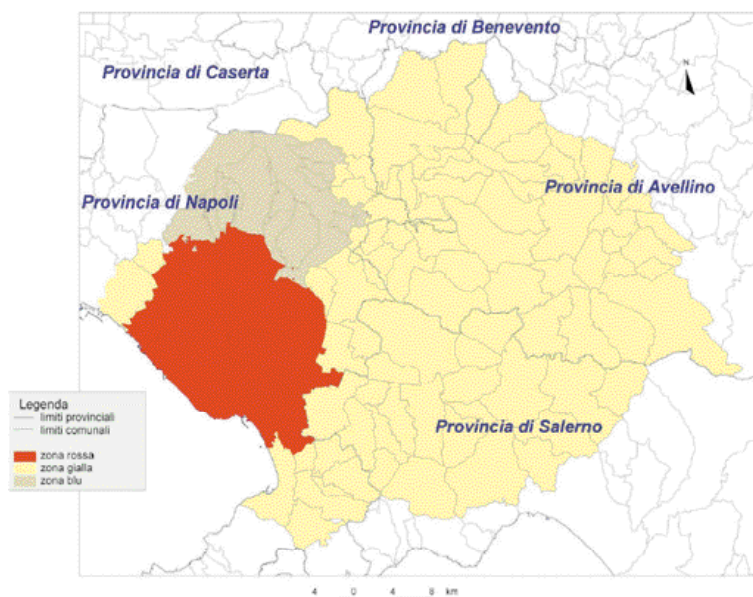 Provincia di Benevento
Provincia di Caserta
N
Provincia di Avellino
Provincia di Napoli
Legenda
limiti provinciali
limiti comunali
Provincia di Salerno
zona rossa
zona gialla
zona blu
4 0 4 8 km